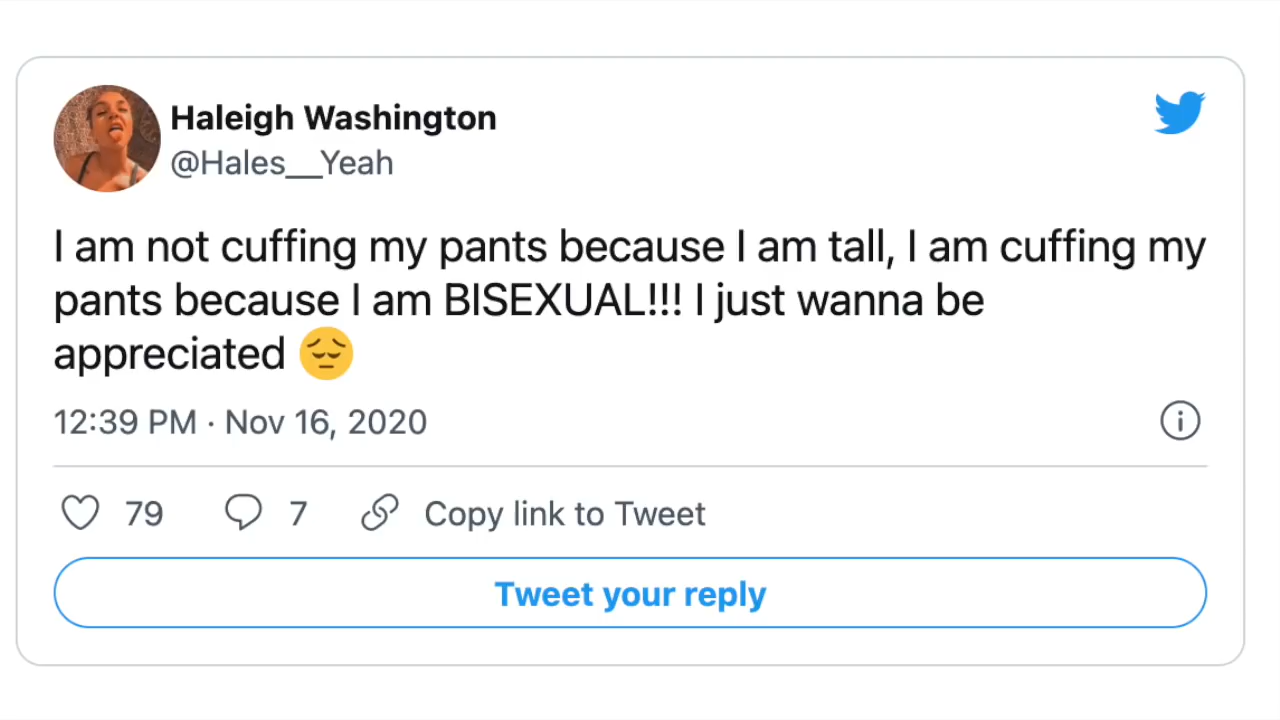 Haleigh Washington
@Hales__Yeah
I am not cuffing my pants because I am tall, I am cuffing my
pants because I am BISEXUAL!!! I just wanna be
appreciated 😔
12:39 PM · Nov 16, 2020
79 7 Copy link to Tweet
Tweet your reply